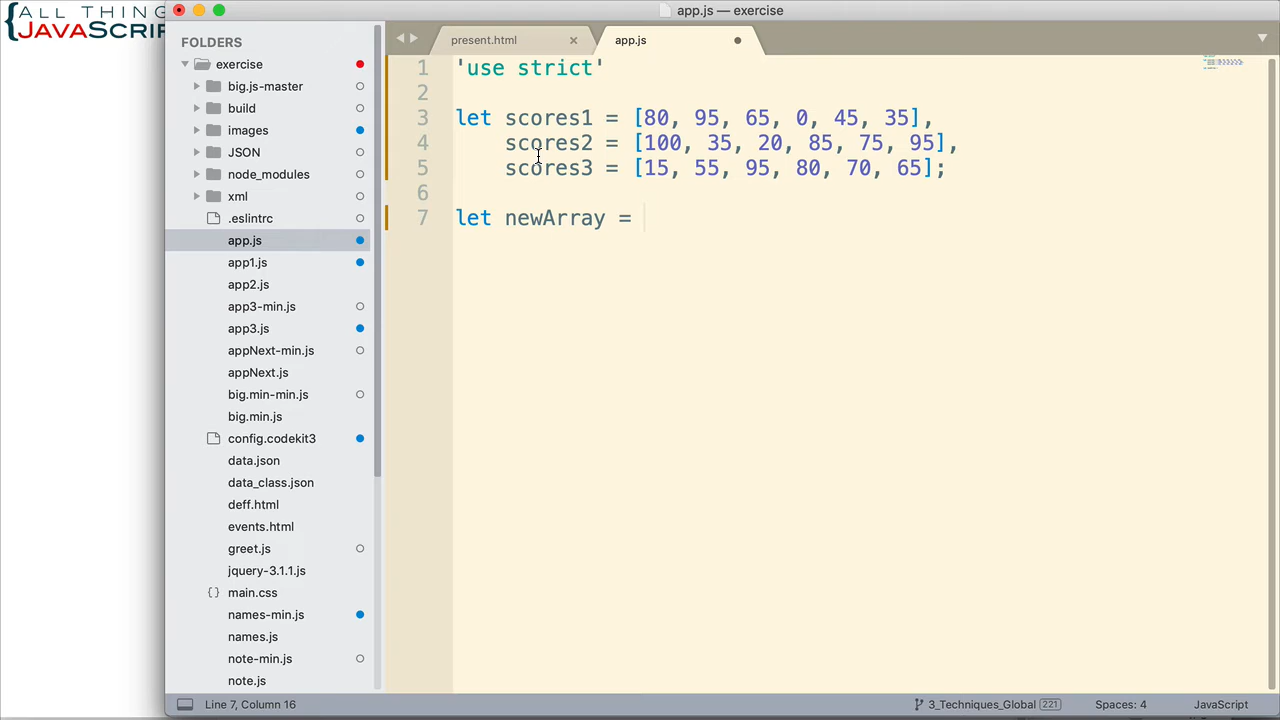 {ALL THING
JAVASCRIP
app.js — exercise
FOLDERS
exercise
big.js-master
build
images
JSON
node_modules
xml
.eslintrc
app.js
app1.js
app2.js
app3-min.js
app3.js
appNext-min.js
appNext.js
big.min-min.js
big.min.js
config.codekit3
data.json
data_class.json
deff.html
events.html
greet.js
jquery-3.1.1.js
{} main.css
names-min.js
names.js
note-min.js
note.js
present.html ×
app.js
1 'use strict'
2
3 let scores1 = [80, 95, 65, 0, 45, 35],
4 scores2 = [100, 35, 20, 85, 75, 95],
5 scores3 = [15, 55, 95, 80, 70, 65];
6
7 let newArray =
Line 7, Column 16
3_Techniques_Global 221
Spaces: 4
JavaScript